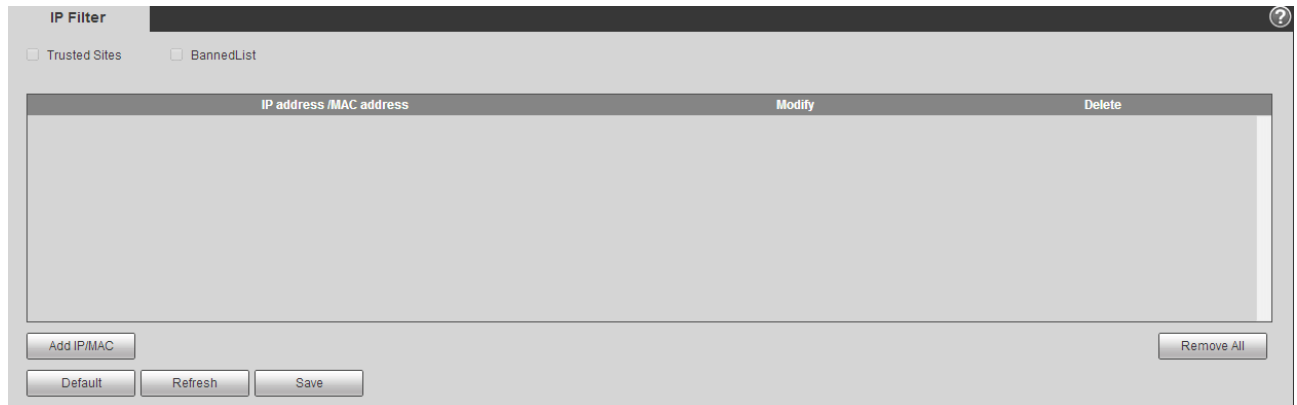 IP Filter
?
Trusted Sites BannedList
IP address /MAC address Modify Delete
Add IP/MAC Remove All
Default Refresh Save